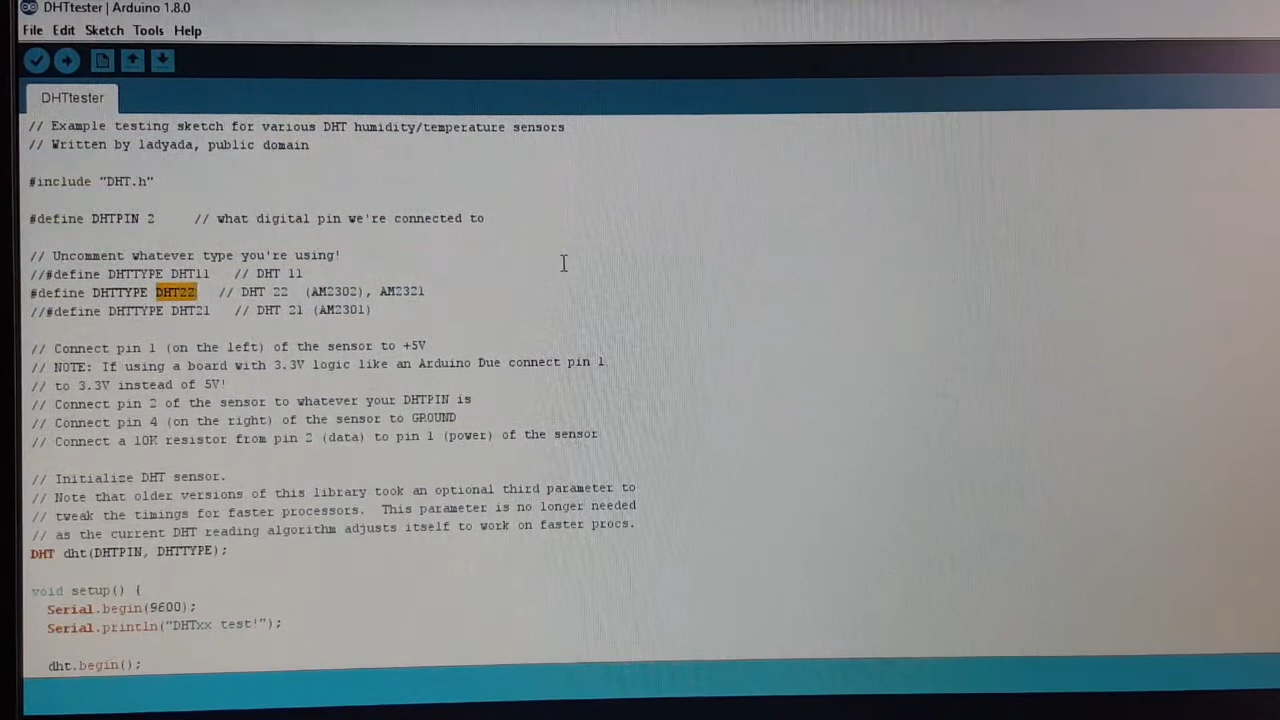 DHTtester | Arduino 1.8.0
File Edit Sketch Tools Help
DHTtester
// Example testing sketch for various DHT humidity/temperature sensors
// Written by ladyada, public domain
#include "DHT.h"
#define DHTPIN 2     // what digital pin we're connected to
// Uncomment whatever type you're using!
//#define DHTTYPE DHT11   // DHT 11
#define DHTTYPE DHT22   // DHT 22  (AM2302), AM2321
//#define DHTTYPE DHT21   // DHT 21 (AM2301)
// Connect pin 1 (on the left) of the sensor to +5V
// NOTE: If using a board with 3.3V logic like an Arduino Due connect pin 1
// to 3.3V instead of 5V!
// Connect pin 2 of the sensor to whatever your DHTPIN is
// Connect pin 4 (on the right) of the sensor to GROUND
// Connect a 10K resistor from pin 2 (data) to pin 1 (power) of the sensor
// Initialize DHT sensor.
// Note that older versions of this library took an optional third parameter to
// tweak the timings for faster processors.  This parameter is no longer needed
// as the current DHT reading algorithm adjusts itself to work on faster procs.
DHT dht(DHTPIN, DHTTYPE);
void setup() {
  Serial.begin(9600);
  Serial.println("DHTxx test!");
  dht.begin();